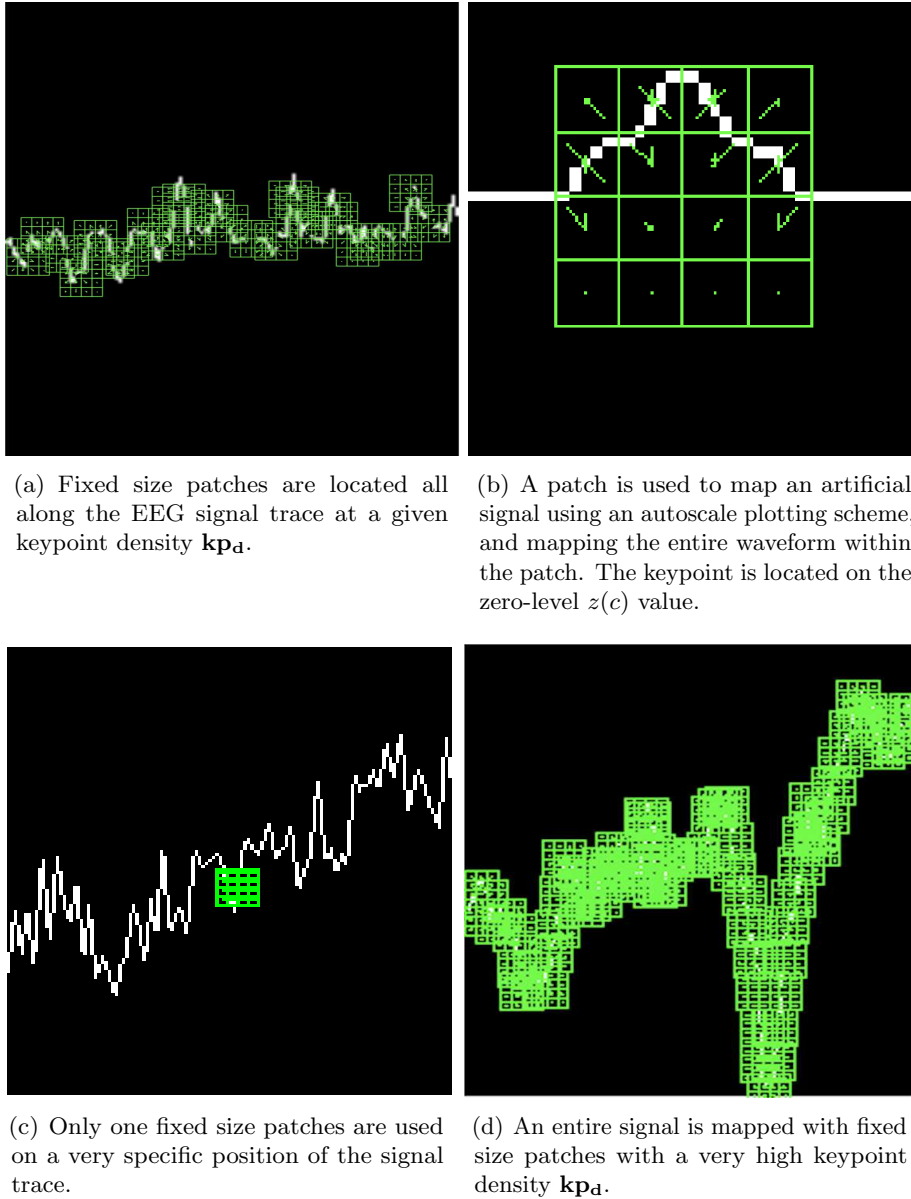 (a) Fixed size patches are located all
along the EEG signal trace at a given
keypoint density kp_d.
(b) A patch is used to map an artificial
signal using an autoscale plotting scheme,
and mapping the entire waveform within
the patch. The keypoint is located on the
zero-level z(c) value.
(c) Only one fixed size patches are used
on a very specific position of the signal
trace.
(d) An entire signal is mapped with fixed
size patches with a very high keypoint
density kp_d.